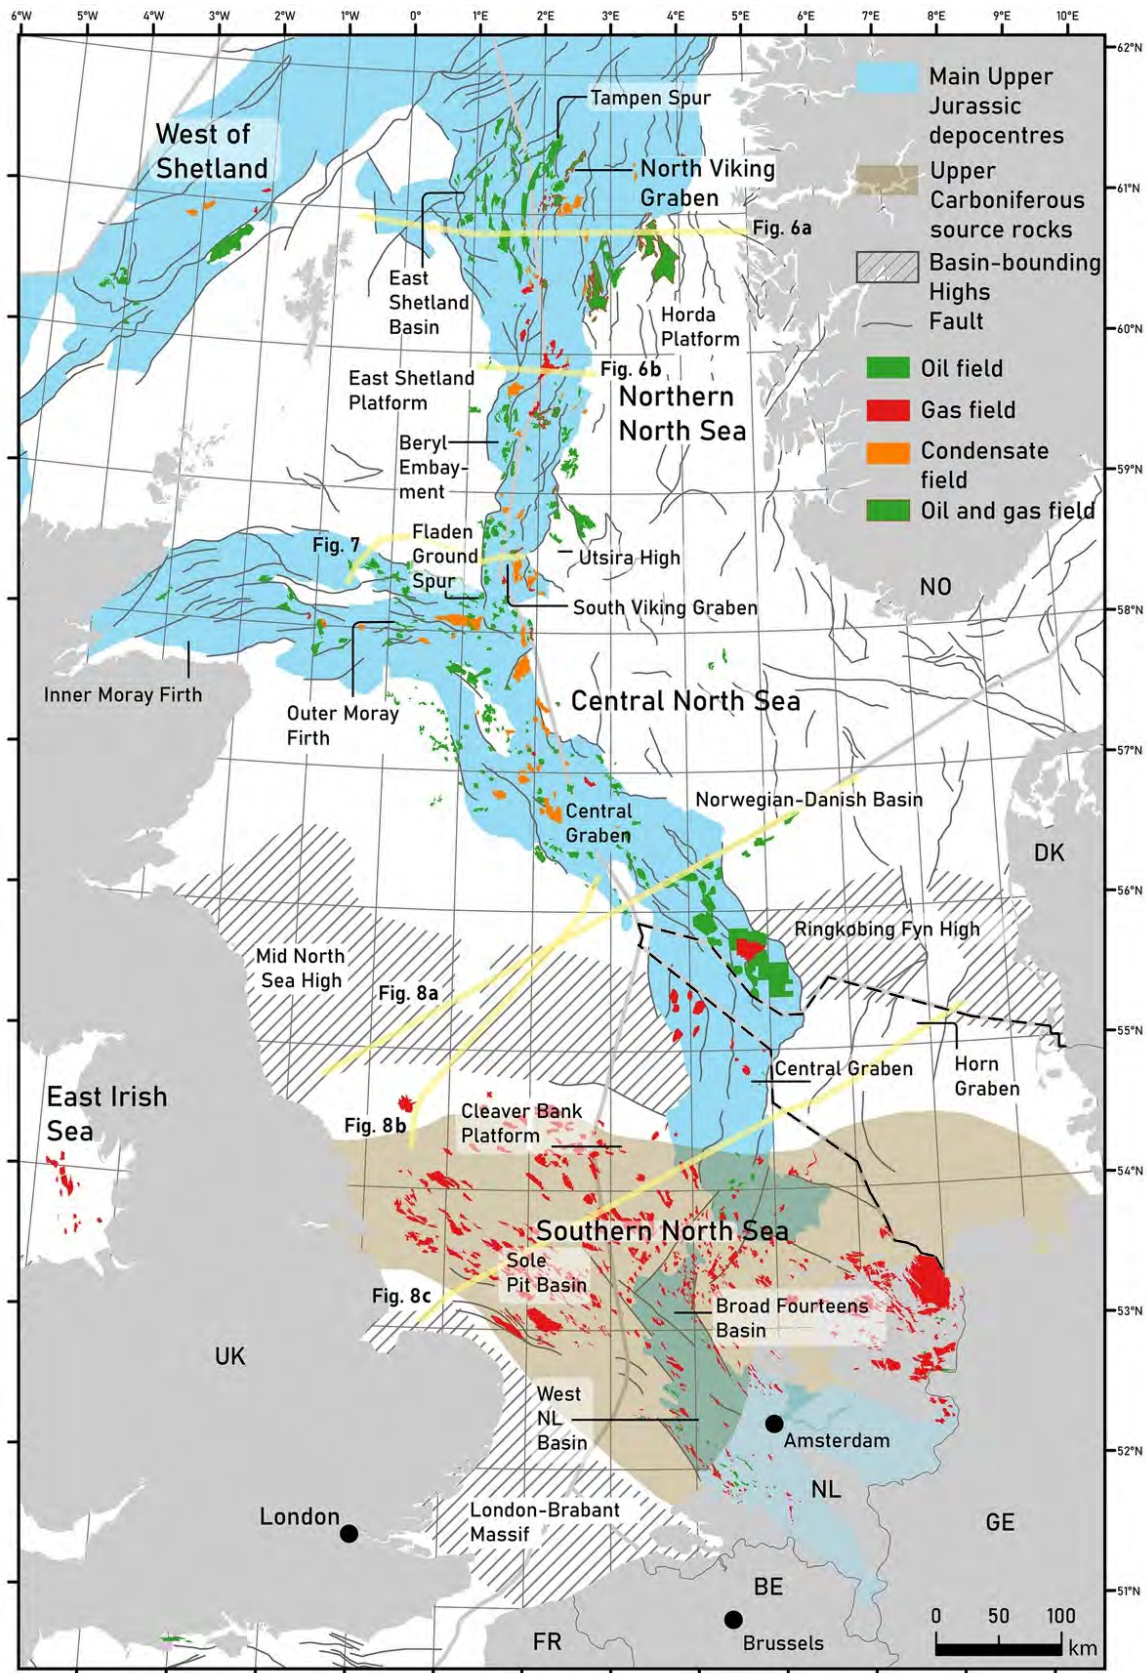 6°W 5°W 4°W 3°W 2°W 1°W 0° 1°E 2°E 3°E 4°E 5°E 6°E 7°E 8°E 9°E 10°E
62°N
61°N
60°N
59°N
58°N
57°N
56°N
55°N
54°N
53°N
52°N
51°N
Main Upper
Jurassic
depocentres
Upper
Carboniferous
source rocks
Basin-bounding
Highs
Fault
Oil field
Gas field
Condensate
field
Oil and gas field
West of
Shetland
Tampen Spur
North Viking
Graben
Fig. 6a
East
Shetland
Basin
Horda
Platform
East Shetland
Platform
Fig. 6b
Northern
North Sea
Beryl
Embay-
ment
Fladen
Ground
Spur
Fig. 7
Utsira High
South Viking Graben
NO
Inner Moray Firth
Outer Moray
Firth
Central North Sea
Central
Graben
Norwegian-Danish Basin
DK
Mid North
Sea High
Ringkøbing Fyn High
Fig. 8a
Central Graben
Horn
Graben
East Irish
Sea
Cleaver Bank
Platform
Fig. 8b
Southern North Sea
Sole
Pit Basin
Fig. 8c
Broad Fourteens
Basin
UK
West
NL
Basin
Amsterdam
NL
London
London-Brabant
Massif
GE
BE
FR
Brussels
0 50 100
km